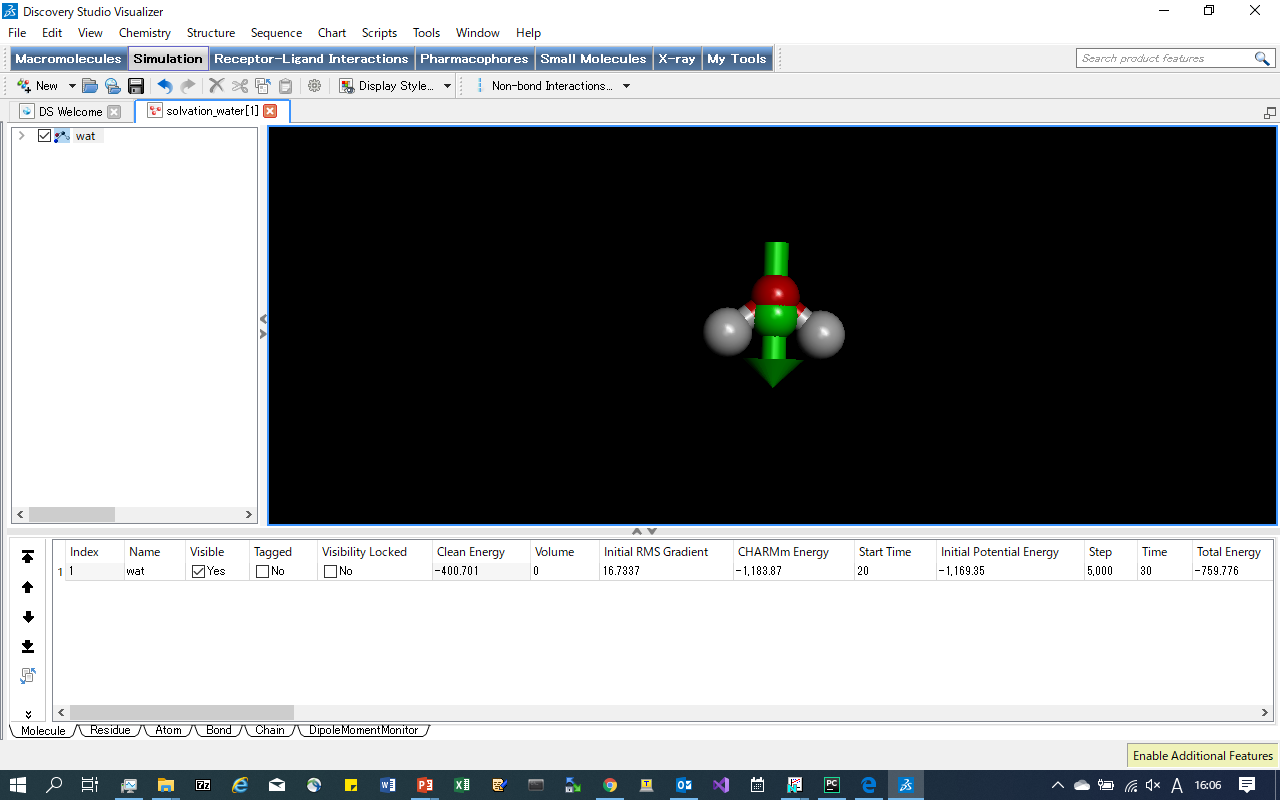 Discovery Studio Visualizer
File Edit View Chemistry Structure Sequence Chart Scripts Tools Window Help
Macromolecules Simulation Receptor-Ligand Interactions Pharmacophores Small Molecules X-ray My Tools Search product features
New Display Style... Non-bond Interactions...
DS Welcome solvation_water[1]
wat
Index Name Visible Tagged Visibility Locked Clean Energy Volume Initial RMS Gradient CHARMm Energy Start Time Initial Potential Energy Step Time Total Energy
1 1 wat Yes No No -400.701 0 16.7337 -1,183.87 20 -1,169.35 5,000 30 -759.776
Molecule Residue Atom Bond Chain DipoleMomentMonitor
Enable Additional Features
A 16:06